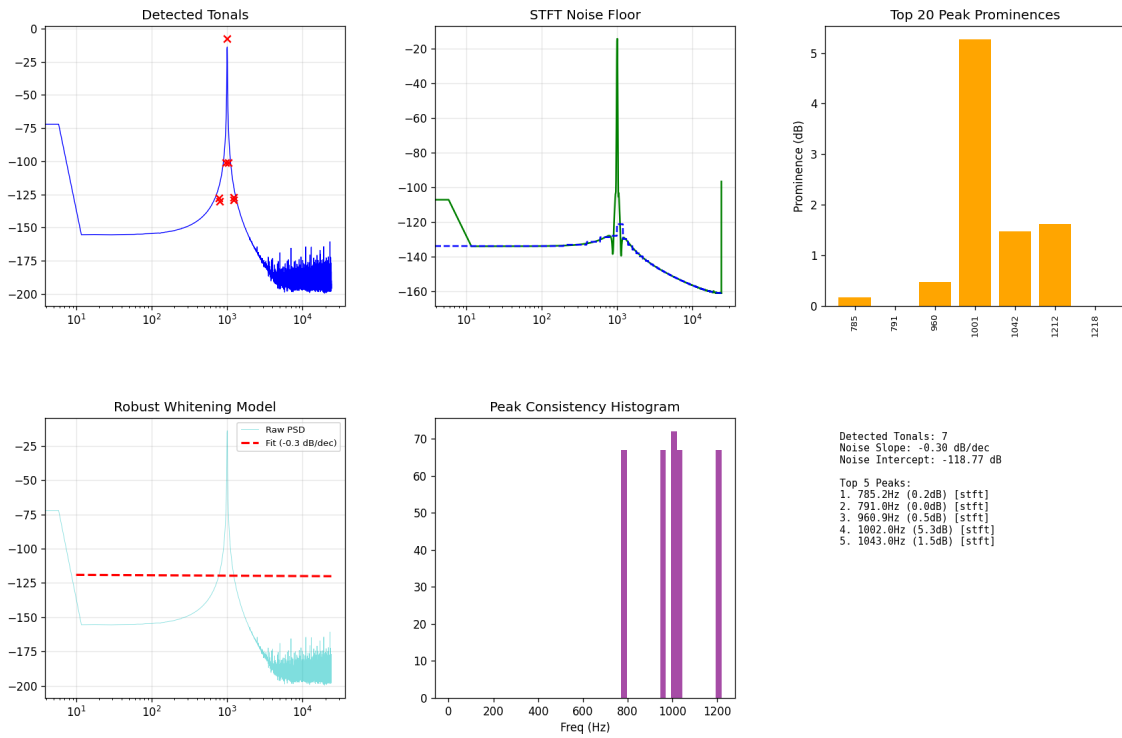 Detected Tonals
0
−25
−50
−75
−100
−125
−150
−175
−200
10¹ 10² 10³ 10⁴
STFT Noise Floor
−20
−40
−60
−80
−100
−120
−140
−160
10¹ 10² 10³ 10⁴
Top 20 Peak Prominences
Prominence (dB)
5
4
3
2
1
0
785 791 960 1001 1042 1212 1218
Robust Whitening Model
Raw PSD
Fit (-0.3 dB/dec)
−25
−50
−75
−100
−125
−150
−175
−200
10¹ 10² 10³ 10⁴
Peak Consistency Histogram
70
60
50
40
30
20
10
0
0 200 400 600 800 1000 1200
Freq (Hz)
Detected Tonals: 7
Noise Slope: -0.30 dB/dec
Noise Intercept: -118.77 dB
Top 5 Peaks:
1. 785.2Hz (0.2dB) [stft]
2. 791.0Hz (0.0dB) [stft]
3. 960.9Hz (0.5dB) [stft]
4. 1002.0Hz (5.3dB) [stft]
5. 1043.0Hz (1.5dB) [stft]